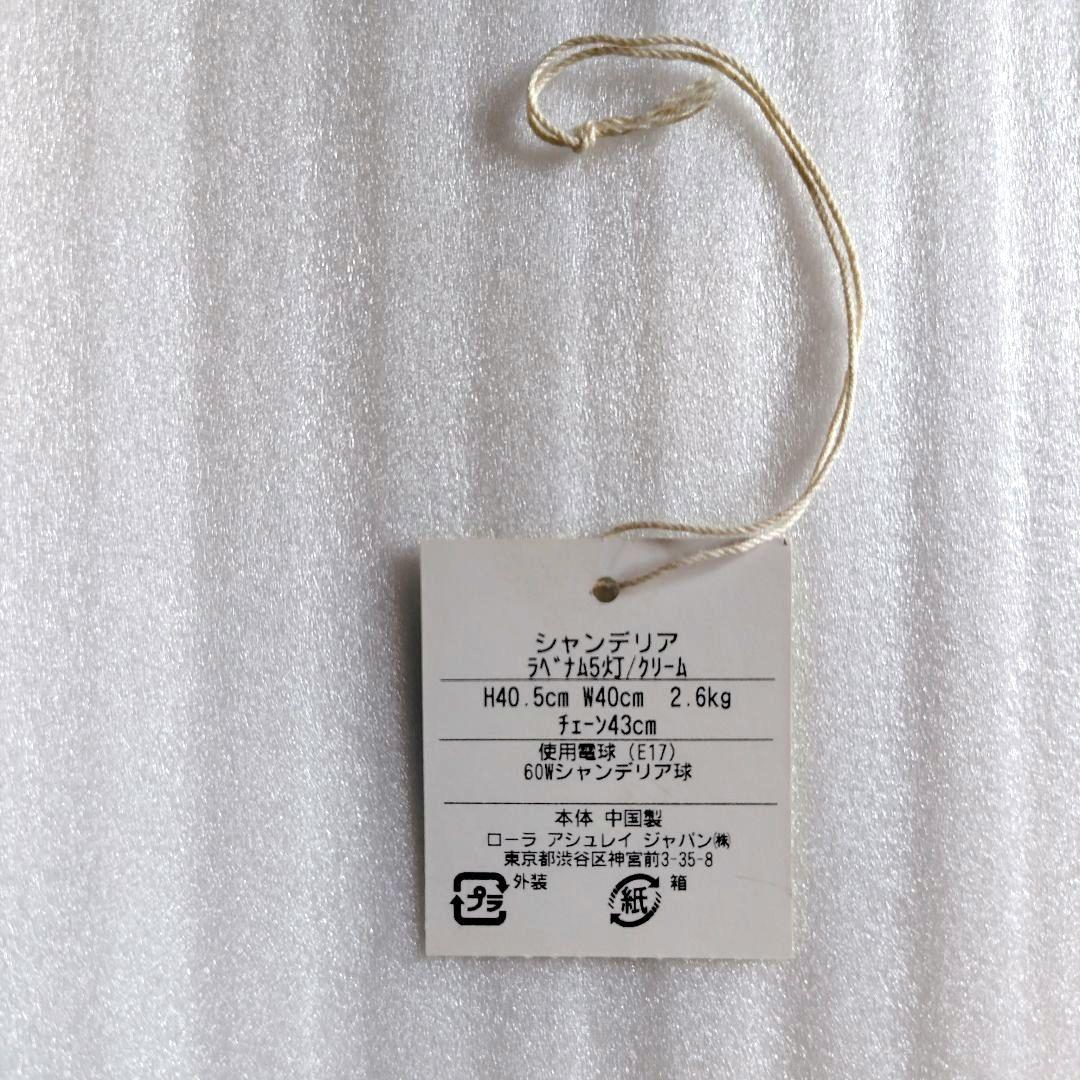 シャンデリア
ﾗﾍﾞﾅﾑ5灯/ｸﾘｰﾑ
H40.5cm W40cm 2.6kg
ﾁｪｰﾝ43cm
使用電球 (E17)
60Wシャンデリア球
本体 中国製
ローラ アシュレイ ジャパン㈱
東京都渋谷区神宮前3-35-8
プラ 外装 紙 箱